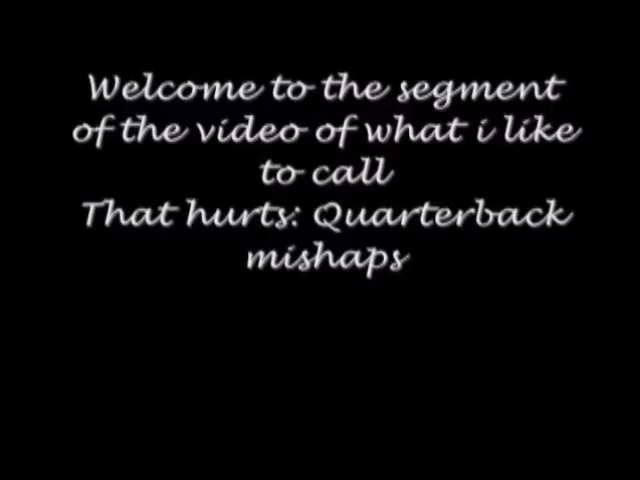 Welcome to the segment
of the video of what i like
to call
That hurts: Quarterback
mishaps